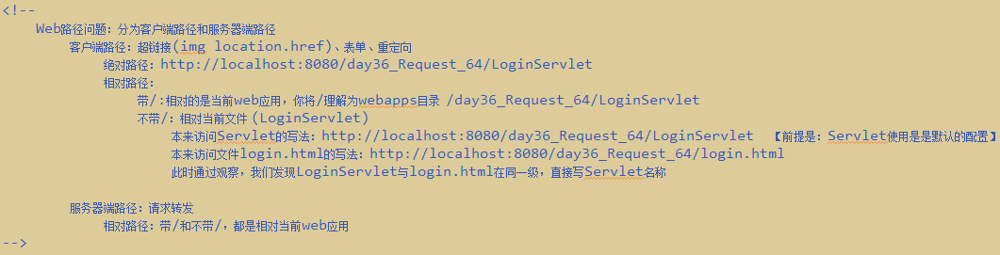 <!--
Web路径问题：分为客户端路径和服务器端路径
客户端路径：超链接(img location.href)、表单、重定向
绝对路径：http://localhost:8080/day36_Request_64/LoginServlet
相对路径：
带/:相对的是当前web应用，你将/理解为webapps目录 /day36_Request_64/LoginServlet
不带/：相对当前文件 (LoginServlet)
本来访问Servlet的写法：http://localhost:8080/day36_Request_64/LoginServlet 【前提是：Servlet使用是是默认的配置】
本来访问文件login.html的写法：http://localhost:8080/day36_Request_64/login.html
此时通过观察，我们发现LoginServlet与login.html在同一级，直接写Servlet名称
服务器端路径：请求转发
相对路径：带/和不带/，都是相对当前web应用
-->